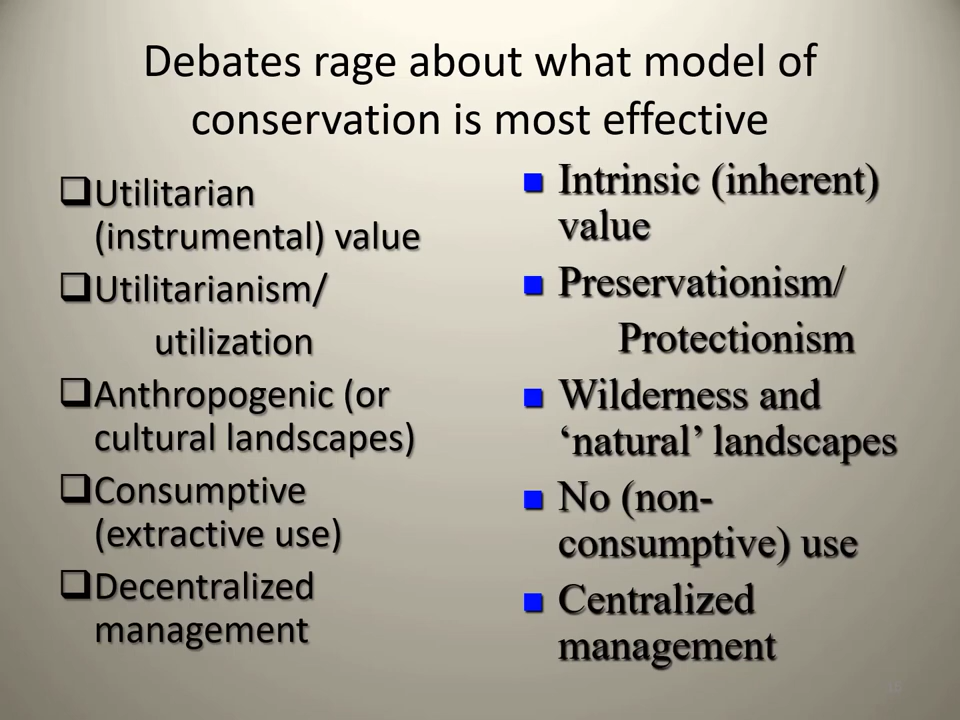 Debates rage about what model of
conservation is most effective
Utilitarian
(instrumental) value
Utilitarianism/
utilization
Anthropogenic (or
cultural landscapes)
Consumptive
(extractive use)
Decentralized
management
Intrinsic (inherent)
value
Preservationism/
Protectionism
Wilderness and
‘natural’ landscapes
No (non-
consumptive) use
Centralized
management